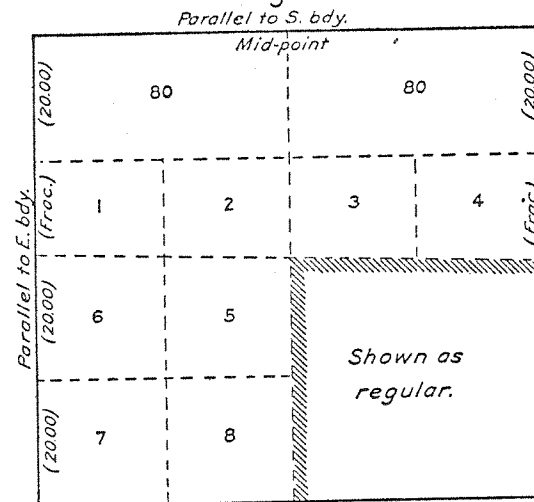 Parallel to S. bdy.
Mid-point
(20.00)
80
80
(20.00)
Parallel to E. bdy.
(Frac.)
1
2
3
4
(Frac.)
(20.00)
6
5
Shown as
regular.
(20.00)
7
8